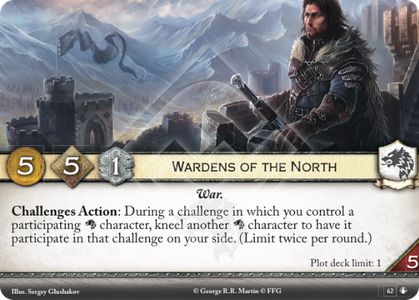 5
5
1
Wardens of the North
War.
Challenges Action: During a challenge in which you control a
participating character, kneel another character to have it
participate in that challenge on your side. (Limit twice per round.)
Plot deck limit: 1
5
Illus. Sergey Glushakov
© George R.R. Martin © FFG
62